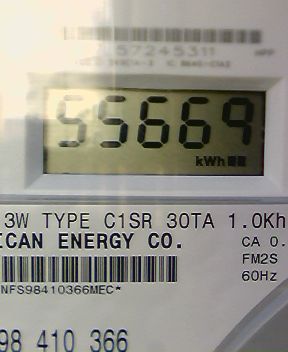 57245311
55669
kWh
3W TYPE C1SR 30TA 1.0Kh
ICAN ENERGY CO.
CA 0.
FM2S
60Hz
NFS98410366MEC*
98 410 366